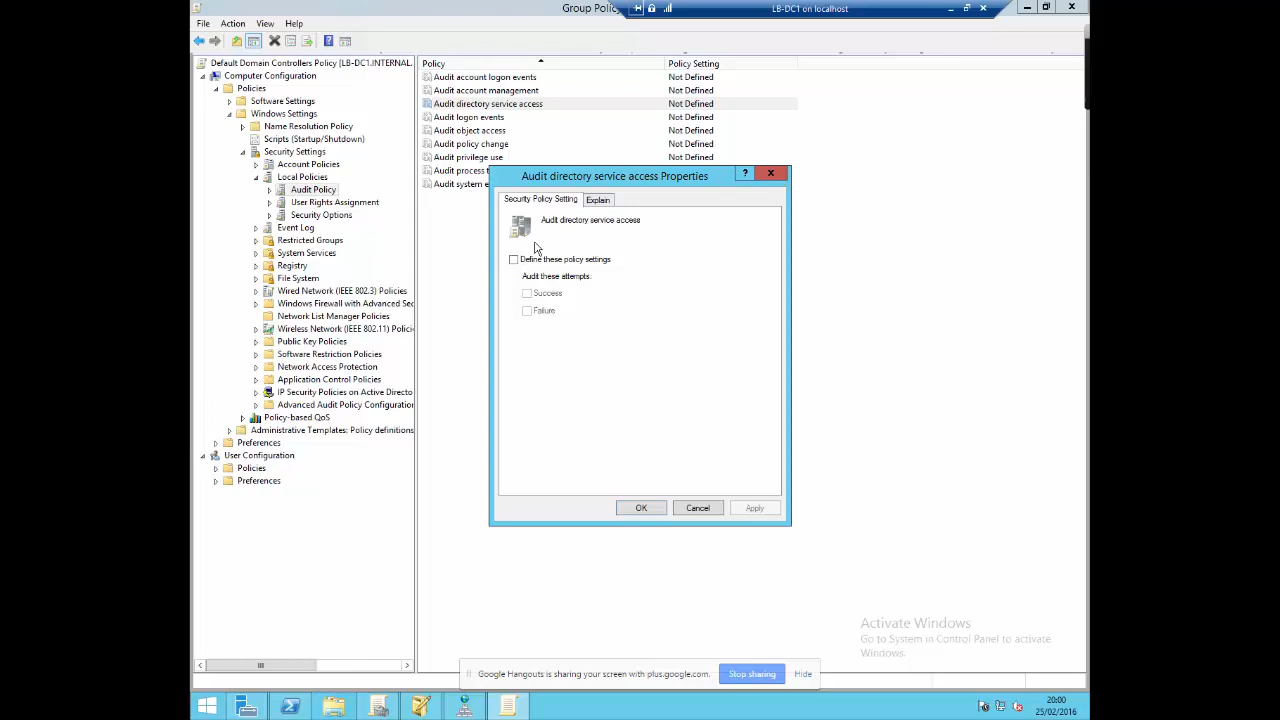 Group Polic
LB-DC1 on localhost
File Action View Help
Default Domain Controllers Policy [LB-DC1.INTERNAL.
Computer Configuration
Policies
Software Settings
Windows Settings
Name Resolution Policy
Scripts (Startup/Shutdown)
Security Settings
Account Policies
Local Policies
Audit Policy
User Rights Assignment
Security Options
Event Log
Restricted Groups
System Services
Registry
File System
Wired Network (IEEE 802.3) Policies
Windows Firewall with Advanced Sec
Network List Manager Policies
Wireless Network (IEEE 802.11) Policie
Public Key Policies
Software Restriction Policies
Network Access Protection
Application Control Policies
IP Security Policies on Active Directo
Advanced Audit Policy Configuration
Policy-based QoS
Administrative Templates: Policy definitions
Preferences
User Configuration
Policies
Preferences
Policy Policy Setting
Audit account logon events Not Defined
Audit account management Not Defined
Audit directory service access Not Defined
Audit logon events Not Defined
Audit object access Not Defined
Audit policy change Not Defined
Audit privilege use Not Defined
Audit process t
Audit system e
Audit directory service access Properties
?
Security Policy Setting Explain
Audit directory service access
Define these policy settings
Audit these attempts:
Success
Failure
OK Cancel Apply
Activate Windows
Go to System in Control Panel to activate
Windows.
Google Hangouts is sharing your screen with plus.google.com. Stop sharing Hide
20:00
25/02/2016